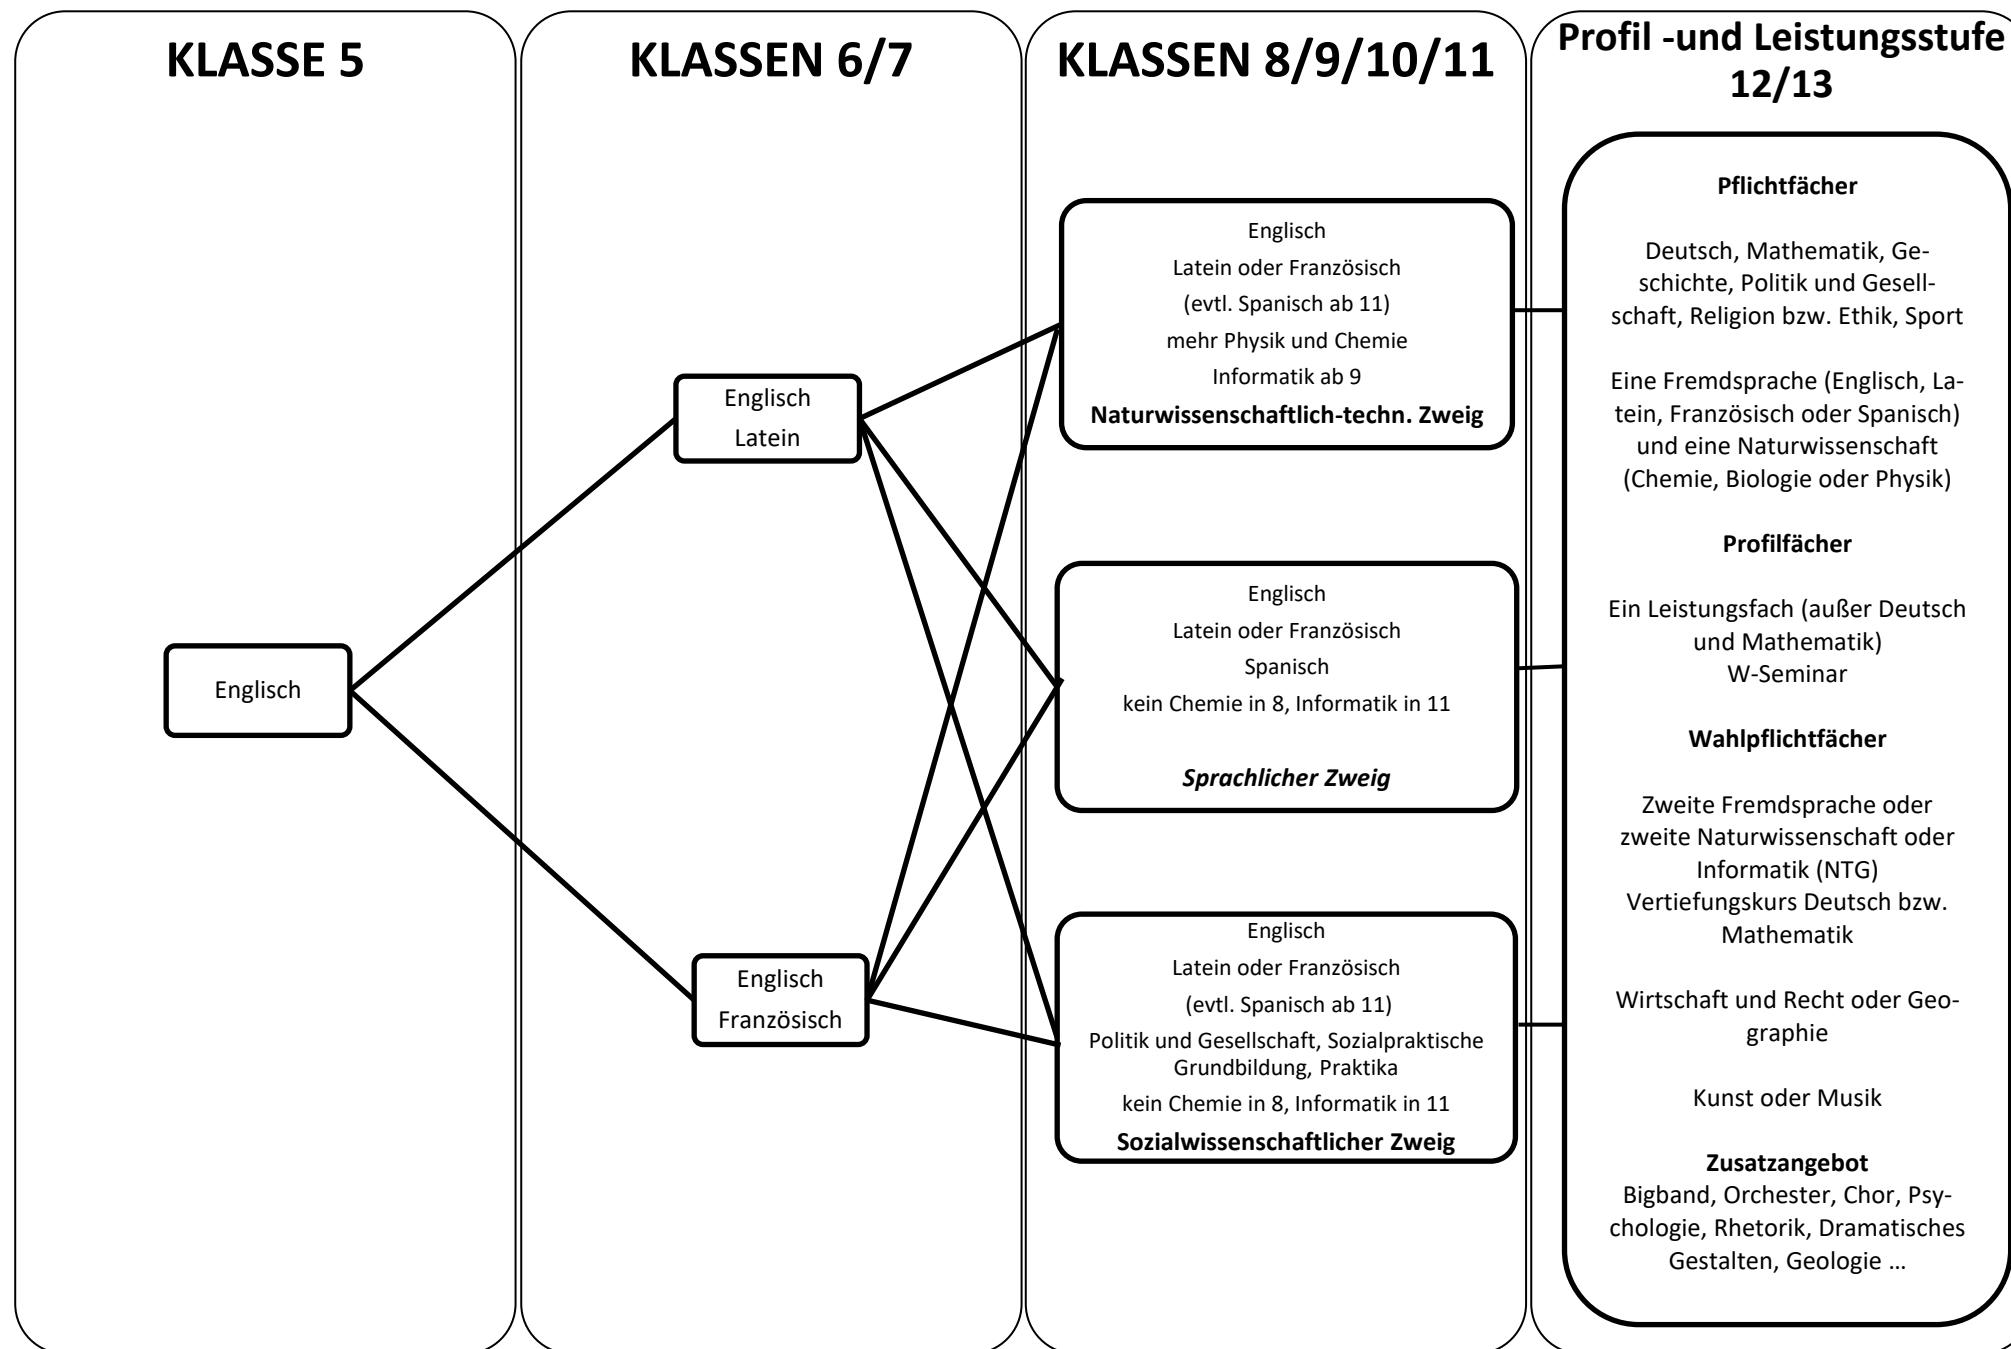 KLASSE 5
Englisch
KLASSEN 6/7
Englisch
Latein
Englisch
Französisch
KLASSEN 8/9/10/11
Englisch
Latein oder Französisch
(evtl. Spanisch ab 11)
mehr Physik und Chemie
Informatik ab 9
Naturwissenschaftlich-techn. Zweig
Englisch
Latein oder Französisch
Spanisch
kein Chemie in 8, Informatik in 11
Sprachlicher Zweig
Englisch
Latein oder Französisch
(evtl. Spanisch ab 11)
Politik und Gesellschaft, Sozialpraktische
Grundbildung, Praktika
kein Chemie in 8, Informatik in 11
Sozialwissenschaftlicher Zweig
Profil -und Leistungsstufe
12/13
Pflichtfächer
Deutsch, Mathematik, Ge-
schichte, Politik und Gesell-
schaft, Religion bzw. Ethik, Sport
Eine Fremdsprache (Englisch, La-
tein, Französisch oder Spanisch)
und eine Naturwissenschaft
(Chemie, Biologie oder Physik)
Profilfächer
Ein Leistungsfach (außer Deutsch
und Mathematik)
W-Seminar
Wahlpflichtfächer
Zweite Fremdsprache oder
zweite Naturwissenschaft oder
Informatik (NTG)
Vertiefungskurs Deutsch bzw.
Mathematik
Wirtschaft und Recht oder Geo-
graphie
Kunst oder Musik
Zusatzangebot
Bigband, Orchester, Chor, Psy-
chologie, Rhetorik, Dramatisches
Gestalten, Geologie …